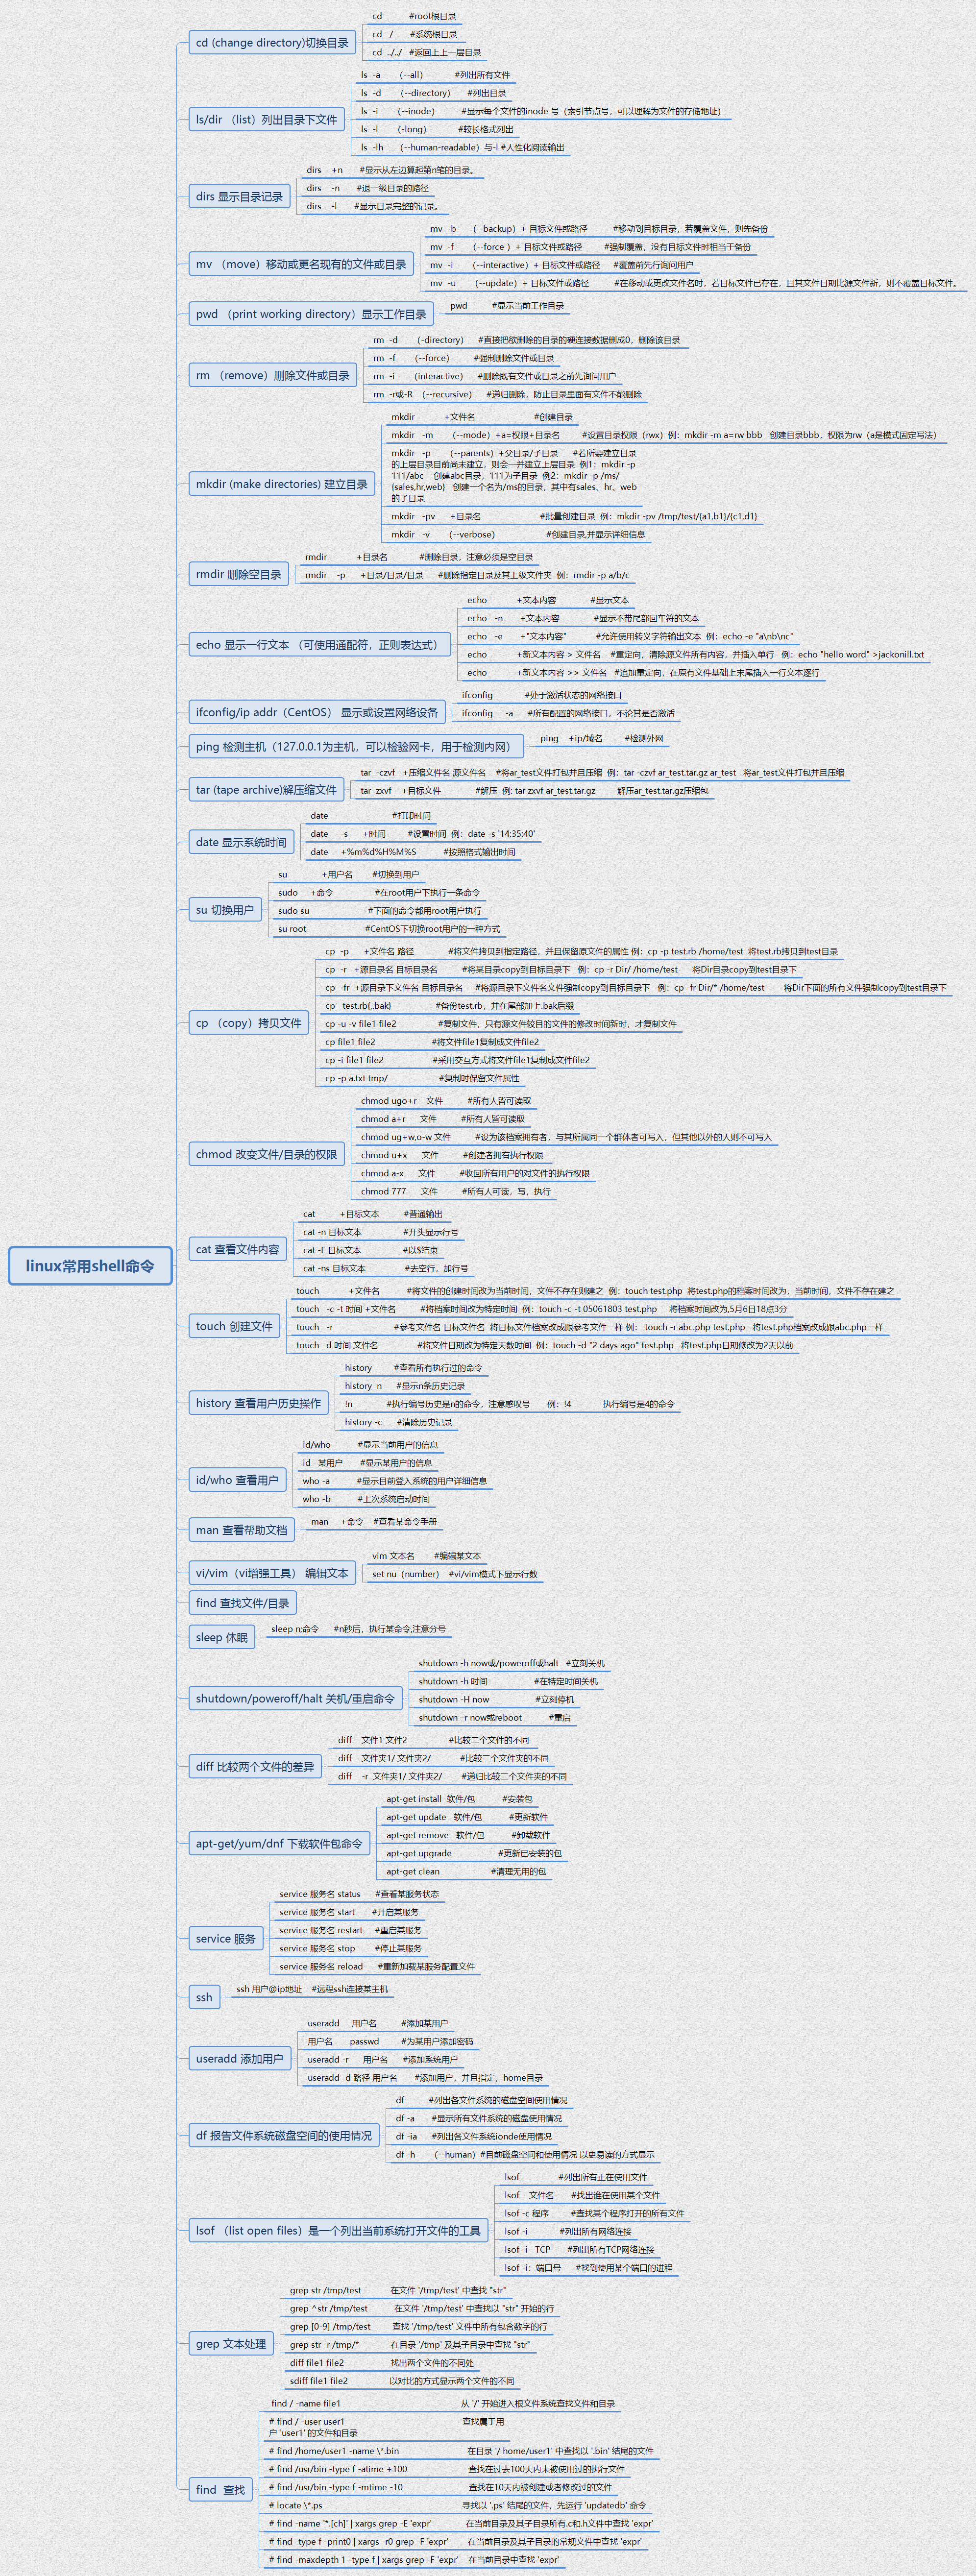 linux常用shell命令
cd (change directory)切换目录
cd #root根目录
cd / #系统根目录
cd ../../ #返回上上一层目录
ls/dir （list）列出目录下文件
ls -a （--all） #列出所有文件
ls -d （--directory） #列出目录
ls -i （--inode） #显示每个文件的inode 号（索引节点号，可以理解为文件的存储地址）
ls -l （-long） #较长格式列出
ls -lh （--human-readable）与-l #人性化阅读输出
dirs 显示目录记录
dirs +n #显示从左边算起第n笔的目录。
dirs -n #退一级目录的路径
dirs -l #显示目录完整的记录。
mv （move）移动或更名现有的文件或目录
mv -b （--backup）+ 目标文件或路径 #移动到目标目录，若覆盖文件，则先备份
mv -f （--force ）+ 目标文件或路径 #强制覆盖，没有目标文件时相当于备份
mv -i （--interactive）+ 目标文件或路径 #覆盖前先行询问用户
mv -u （--update）+ 目标文件或路径 #在移动或更改文件名时，若目标文件已存在，且其文件日期比源文件新，则不覆盖目标文件。
pwd （print working directory）显示工作目录
pwd #显示当前工作目录
rm （remove）删除文件或目录
rm -d （-directory） #直接把欲删除的目录的硬连接数据删成0，删除该目录
rm -f （--force） #强制删除文件或目录
rm -i （interactive） #删除既有文件或目录之前先询问用户
rm -r或-R （--recursive） #递归删除，防止目录里面有文件不能删除
mkdir (make directories) 建立目录
mkdir +文件名 #创建目录
mkdir -m （--mode）+a=权限+目录名 #设置目录权限（rwx）例：mkdir -m a=rw bbb 创建目录bbb，权限为rw（a是模式固定写法）
mkdir -p （--parents）+父目录/子目录 #若所要建立目录
的上层目录目前尚未建立，则会一并建立上层目录 例1：mkdir -p
111/abc 创建abc目录，111为子目录 例2：mkdir -p /ms/
{sales,hr,web} 创建一个名为/ms的目录，其中有sales、hr、web
的子目录
mkdir -pv +目录名 #批量创建目录 例：mkdir -pv /tmp/test/{a1,b1}/{c1,d1}
mkdir -v （--verbose） #创建目录,并显示详细信息
rmdir 删除空目录
rmdir +目录名 #删除目录，注意必须是空目录
rmdir -p +目录/目录/目录 #删除指定目录及其上级文件夹 例：rmdir -p a/b/c
echo 显示一行文本 （可使用通配符，正则表达式）
echo +文本内容 #显示文本
echo -n +文本内容 #显示不带尾部回车符的文本
echo -e +"文本内容" #允许使用转义字符输出文本 例：echo -e "a\nb\nc"
echo +新文本内容 > 文件名 #重定向，清除源文件所有内容，并插入单行 例：echo "hello word" >jackonill.txt
echo +新文本内容 >> 文件名 #追加重定向，在原有文件基础上末尾插入一行文本逐行
ifconfig/ip addr（CentOS） 显示或设置网络设备
ifconfig #处于激活状态的网络接口
ifconfig -a #所有配置的网络接口，不论其是否激活
ping 检测主机（127.0.0.1为主机，可以检验网卡，用于检测内网）
ping +ip/域名 #检测外网
tar (tape archive)解压缩文件
tar -czvf +压缩文件名 源文件名 #将ar_test文件打包并且压缩 例：tar -czvf ar_test.tar.gz ar_test 将ar_test文件打包并且压缩
tar zxvf +目标文件 #解压 例: tar zxvf ar_test.tar.gz 解压ar_test.tar.gz压缩包
date 显示系统时间
date #打印时间
date -s +时间 #设置时间 例：date -s '14:35:40'
date +%m%d%H%M%S #按照格式输出时间
su 切换用户
su +用户名 #切换到用户
sudo +命令 #在root用户下执行一条命令
sudo su #下面的命令都用root用户执行
su root #CentOS下切换root用户的一种方式
cp （copy）拷贝文件
cp -p +文件名 路径 #将文件拷贝到指定路径，并且保留原文件的属性 例：cp -p test.rb /home/test 将test.rb拷贝到test目录
cp -r +源目录名 目标目录名 #将某目录copy到目标目录下 例：cp -r Dir/ /home/test 将Dir目录copy到test目录下
cp -fr +源目录下文件名 目标目录名 #将源目录下文件名文件强制copy到目标目录下 例：cp -fr Dir/* /home/test 将Dir下面的所有文件强制copy到test目录下
cp test.rb{,.bak} #备份test.rb，并在尾部加上.bak后缀
cp -u -v file1 file2 #复制文件，只有源文件较目的文件的修改时间新时，才复制文件
cp file1 file2 #将文件file1复制成文件file2
cp -i file1 file2 #采用交互方式将文件file1复制成文件file2
cp -p a.txt tmp/ #复制时保留文件属性
chmod 改变文件/目录的权限
chmod ugo+r 文件 #所有人皆可读取
chmod a+r 文件 #所有人皆可读取
chmod ug+w,o-w 文件 #设为该档案拥有者，与其所属同一个群体者可写入，但其他以外的人则不可写入
chmod u+x 文件 #创建者拥有执行权限
chmod a-x 文件 #收回所有用户的对文件的执行权限
chmod 777 文件 #所有人可读，写，执行
cat 查看文件内容
cat +目标文本 #普通输出
cat -n 目标文本 #开头显示行号
cat -E 目标文本 #以$结束
cat -ns 目标文本 #去空行，加行号
touch 创建文件
touch +文件名 #将文件的创建时间改为当前时间，文件不存在则建之 例：touch test.php 将test.php的档案时间改为，当前时间，文件不存在建之
touch -c -t 时间 +文件名 #将档案时间改为特定时间 例：touch -c -t 05061803 test.php 将档案时间改为,5月6日18点3分
touch -r #参考文件名 目标文件名 将目标文件档案改成跟参考文件一样 例： touch -r abc.php test.php 将test.php档案改成跟abc.php一样
touch d 时间 文件名 #将文件日期改为特定天数时间 例：touch -d "2 days ago" test.php 将test.php日期修改为2天以前
history 查看用户历史操作
history #查看所有执行过的命令
history n #显示n条历史记录
!n #执行编号历史是n的命令，注意感叹号 例：!4 执行编号是4的命令
history -c #清除历史记录
id/who 查看用户
id/who #显示当前用户的信息
id 某用户 #显示某用户的信息
who -a #显示目前登入系统的用户详细信息
who -b #上次系统启动时间
man 查看帮助文档
man +命令 #查看某命令手册
vi/vim（vi增强工具） 编辑文本
vim 文本名 #编辑某文本
set nu（number） #vi/vim模式下显示行数
find 查找文件/目录
sleep 休眠
sleep n;命令 #n秒后，执行某命令,注意分号
shutdown/poweroff/halt 关机/重启命令
shutdown -h now或/poweroff或halt #立刻关机
shutdown -h 时间 #在特定时间关机
shutdown -H now #立刻停机
shutdown –r now或reboot #重启
diff 比较两个文件的差异
diff 文件1 文件2 #比较二个文件的不同
diff 文件夹1/ 文件夹2/ #比较二个文件夹的不同
diff -r 文件夹1/ 文件夹2/ #递归比较二个文件夹的不同
apt-get/yum/dnf 下载软件包命令
apt-get install 软件/包 #安装包
apt-get update 软件/包 #更新软件
apt-get remove 软件/包 #卸载软件
apt-get upgrade #更新已安装的包
apt-get clean #清理无用的包
service 服务
service 服务名 status #查看某服务状态
service 服务名 start #开启某服务
service 服务名 restart #重启某服务
service 服务名 stop #停止某服务
service 服务名 reload #重新加载某服务配置文件
ssh
ssh 用户@ip地址 #远程ssh连接某主机
useradd 添加用户
useradd 用户名 #添加某用户
用户名 passwd #为某用户添加密码
useradd -r 用户名 #添加系统用户
useradd -d 路径 用户名 #添加用户，并且指定，home目录
df 报告文件系统磁盘空间的使用情况
df #列出各文件系统的磁盘空间使用情况
df -a #显示所有文件系统的磁盘使用情况
df -ia #列出各文件系统ionde使用情况
df -h （--human）#目前磁盘空间和使用情况 以更易读的方式显示
lsof （list open files）是一个列出当前系统打开文件的工具
lsof #列出所有正在使用文件
lsof 文件名 #找出谁在使用某个文件
lsof -c 程序 #查找某个程序打开的所有文件
lsof -i #列出所有网络连接
lsof -i TCP #列出所有TCP网络连接
lsof -i：端口号 #找到使用某个端口的进程
grep 文本处理
grep str /tmp/test 在文件 '/tmp/test' 中查找 "str"
grep ^str /tmp/test 在文件 '/tmp/test' 中查找以 "str" 开始的行
grep [0-9] /tmp/test 查找 '/tmp/test' 文件中所有包含数字的行
grep str -r /tmp/* 在目录 '/tmp' 及其子目录中查找 "str"
diff file1 file2 找出两个文件的不同处
sdiff file1 file2 以对比的方式显示两个文件的不同
find 查找
find / -name file1 从 '/' 开始进入根文件系统查找文件和目录
# find / -user user1 查找属于用
户 'user1' 的文件和目录
# find /home/user1 -name \*.bin 在目录 '/ home/user1' 中查找以 '.bin' 结尾的文件
# find /usr/bin -type f -atime +100 查找在过去100天内未被使用过的执行文件
# find /usr/bin -type f -mtime -10 查找在10天内被创建或者修改过的文件
# locate \*.ps 寻找以 '.ps' 结尾的文件，先运行 'updatedb' 命令
# find -name '*.[ch]' | xargs grep -E 'expr' 在当前目录及其子目录所有.c和.h文件中查找 'expr'
# find -type f -print0 | xargs -r0 grep -F 'expr' 在当前目录及其子目录的常规文件中查找 'expr'
# find -maxdepth 1 -type f | xargs grep -F 'expr' 在当前目录中查找 'expr'